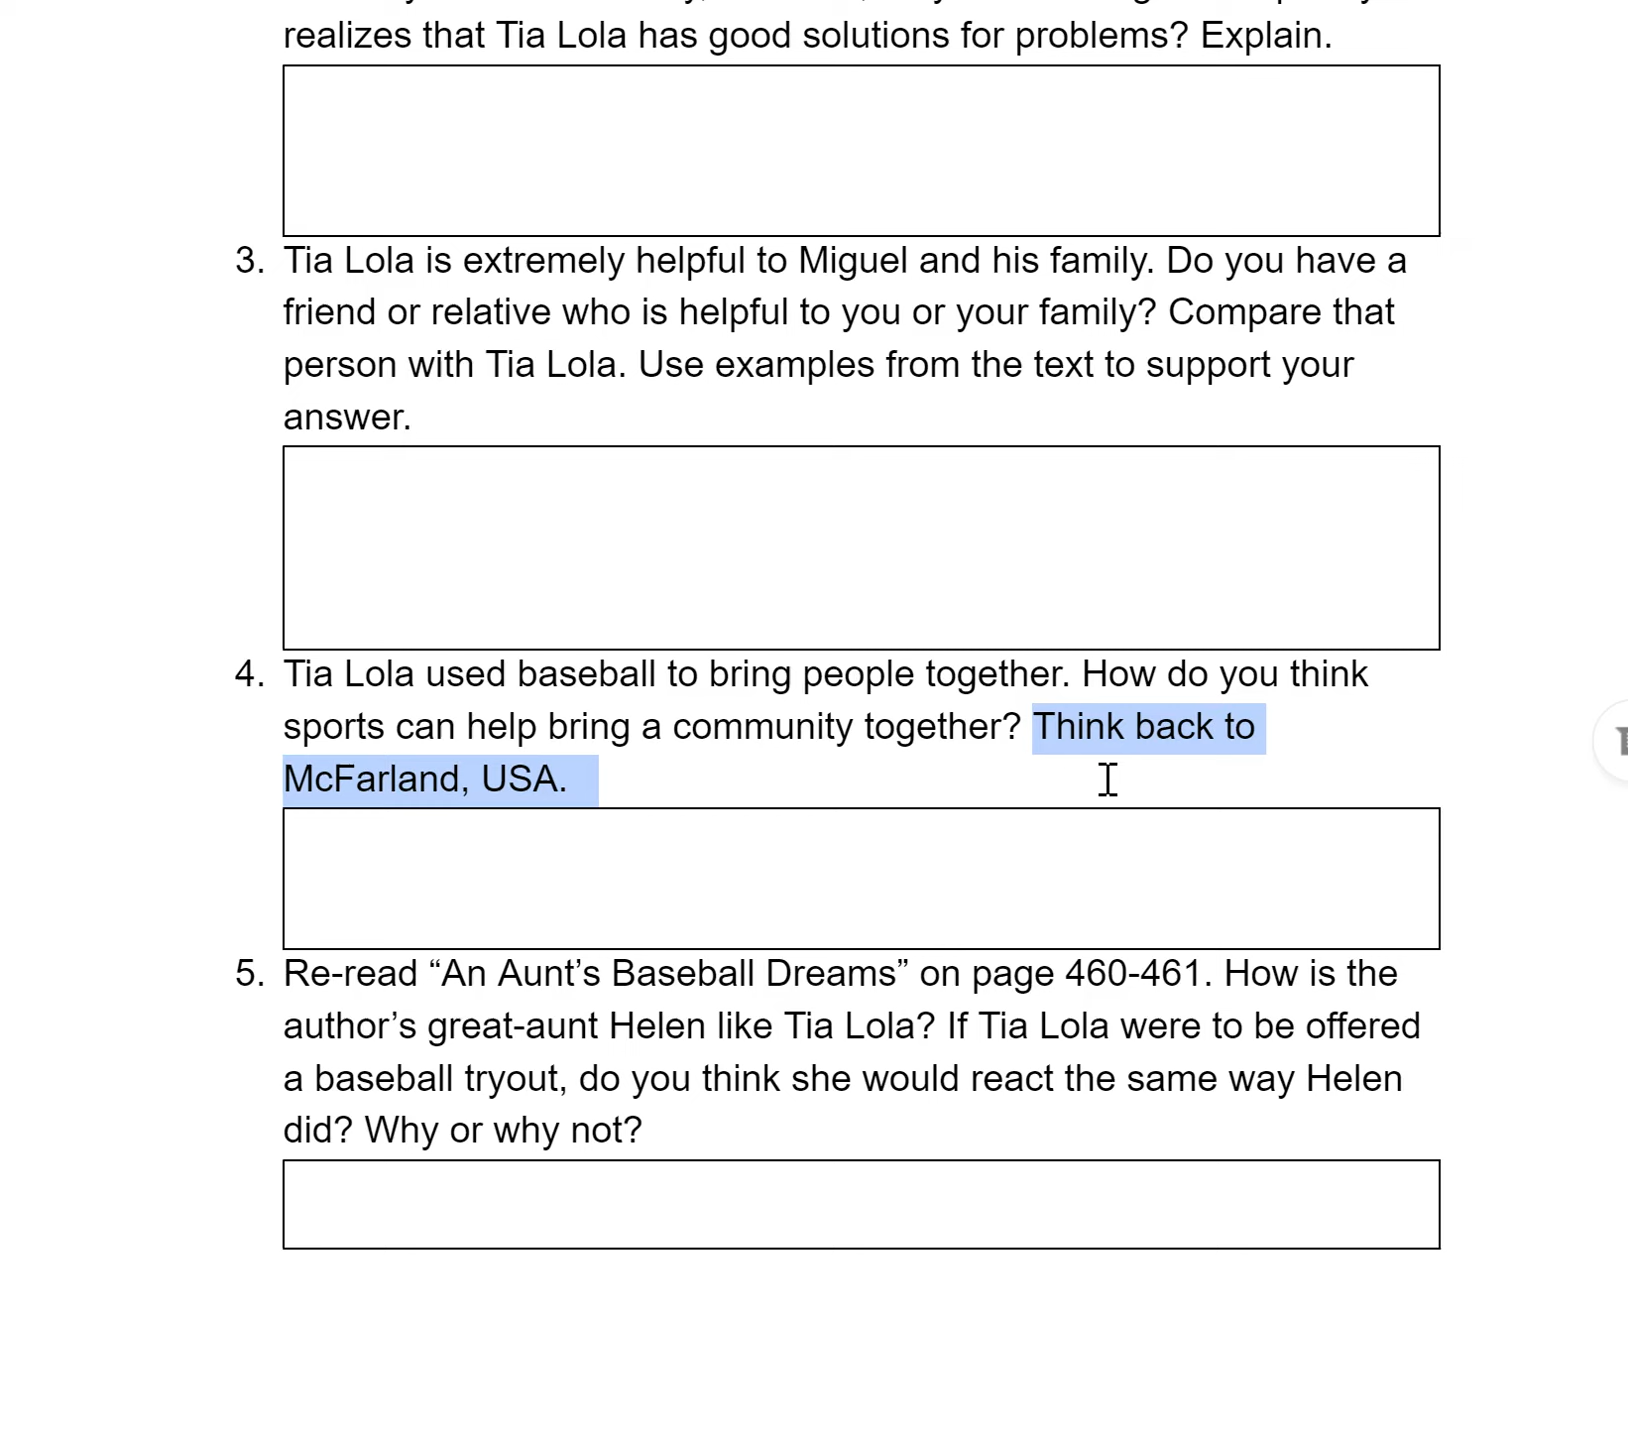 realizes that Tia Lola has good solutions for problems? Explain.
3. Tia Lola is extremely helpful to Miguel and his family. Do you have a
friend or relative who is helpful to you or your family? Compare that
person with Tia Lola. Use examples from the text to support your
answer.
4. Tia Lola used baseball to bring people together. How do you think
sports can help bring a community together? Think back to
McFarland, USA.
5. Re-read “An Aunt’s Baseball Dreams” on page 460-461. How is the
author’s great-aunt Helen like Tia Lola? If Tia Lola were to be offered
a baseball tryout, do you think she would react the same way Helen
did? Why or why not?